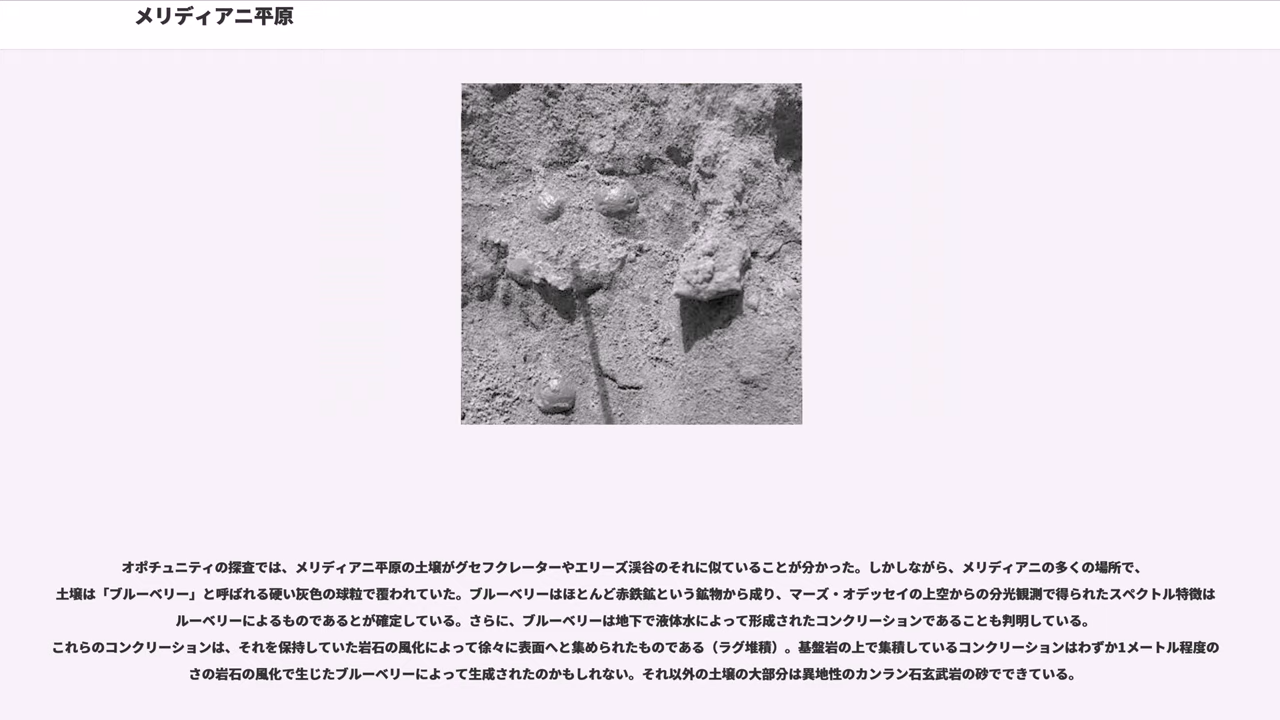 メリディアニ平原
オポチュニティの探査では、メリディアニ平原の土壌がグセフクレーターやエリーズ渓谷のそれに似ていることが分かった。しかしながら、メリディアニの多くの場所で、
土壌は「ブルーベリー」と呼ばれる硬い灰色の球粒で覆われていた。ブルーベリーはほとんど赤鉄鉱という鉱物から成り、マーズ・オデッセイの上空からの分光観測で得られたスペクトル特徴は
ルーベリーによるものであるとが確定している。さらに、ブルーベリーは地下で液体水によって形成されたコンクリーションであることも判明している。
これらのコンクリーションは、それを保持していた岩石の風化によって徐々に表面へと集められたものである（ラグ堆積）。基盤岩の上で集積しているコンクリーションはわずか1メートル程度の
さの岩石の風化で生じたブルーベリーによって生成されたのかもしれない。それ以外の土壌の大部分は異地性のカンラン石玄武岩の砂でできている。